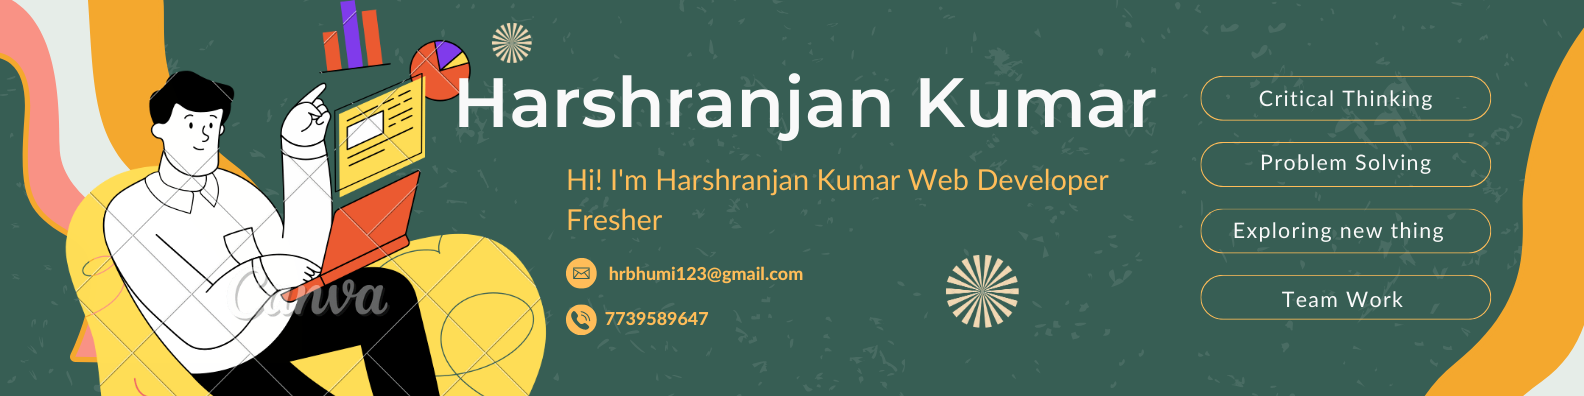 Harshranjan Kumar
Hi! I'm Harshranjan Kumar Web Developer
Fresher
hrbhumi123@gmail.com
7739589647
Critical Thinking
Problem Solving
Exploring new thing
Team Work
Canva